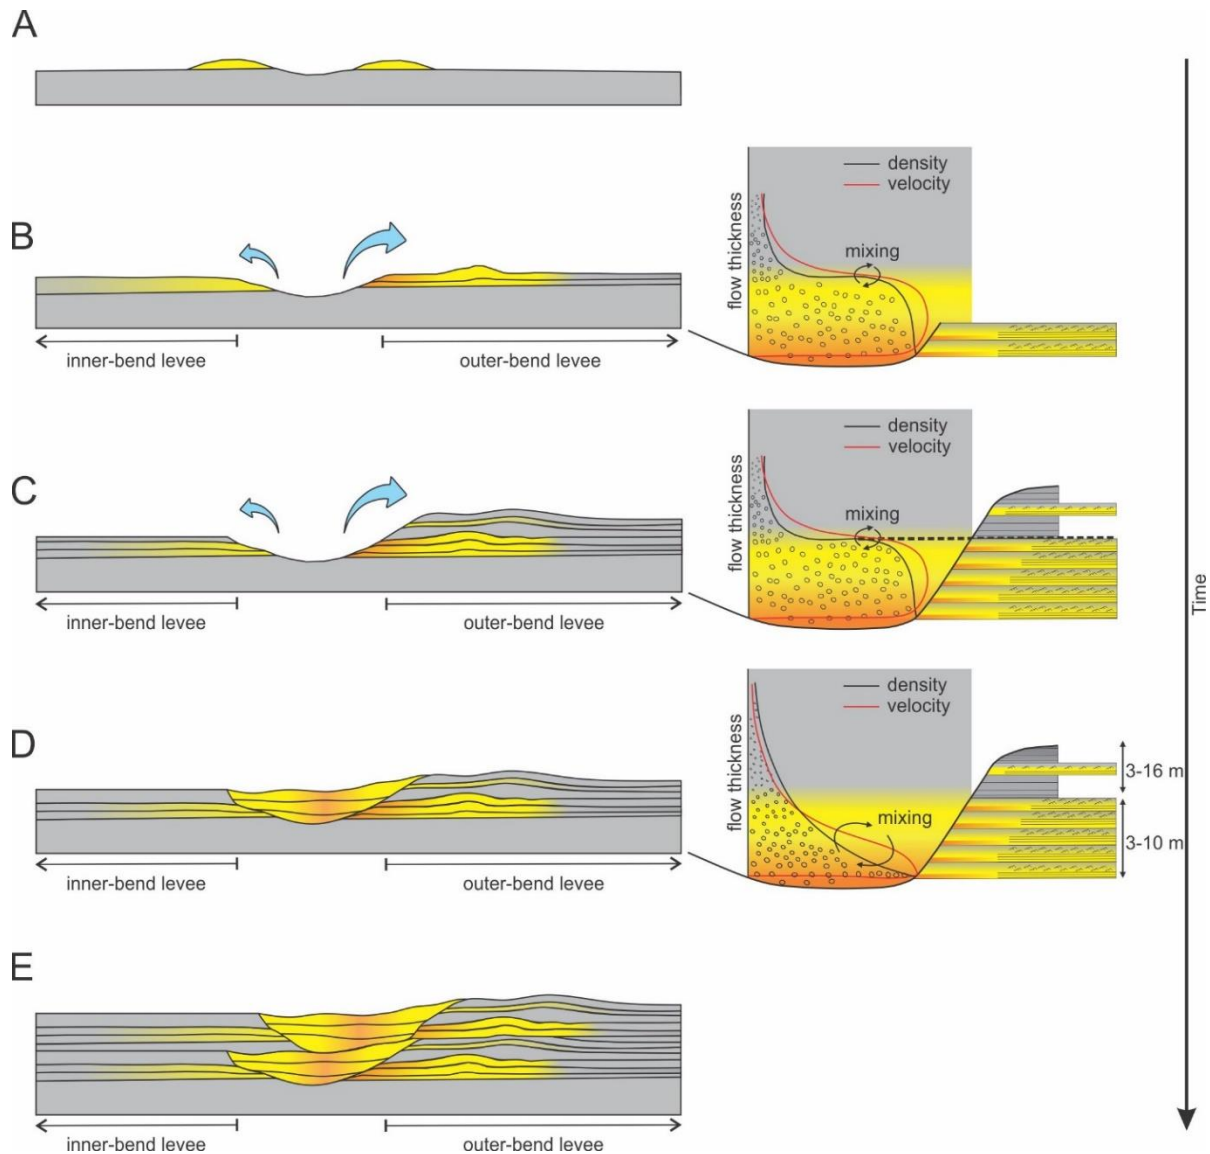 A
B
density
velocity
flow thickness
mixing
inner-bend levee
outer-bend levee
C
density
velocity
flow thickness
mixing
inner-bend levee
outer-bend levee
Time
D
density
velocity
flow thickness
mixing
3-16 m
3-10 m
inner-bend levee
outer-bend levee
E
inner-bend levee
outer-bend levee